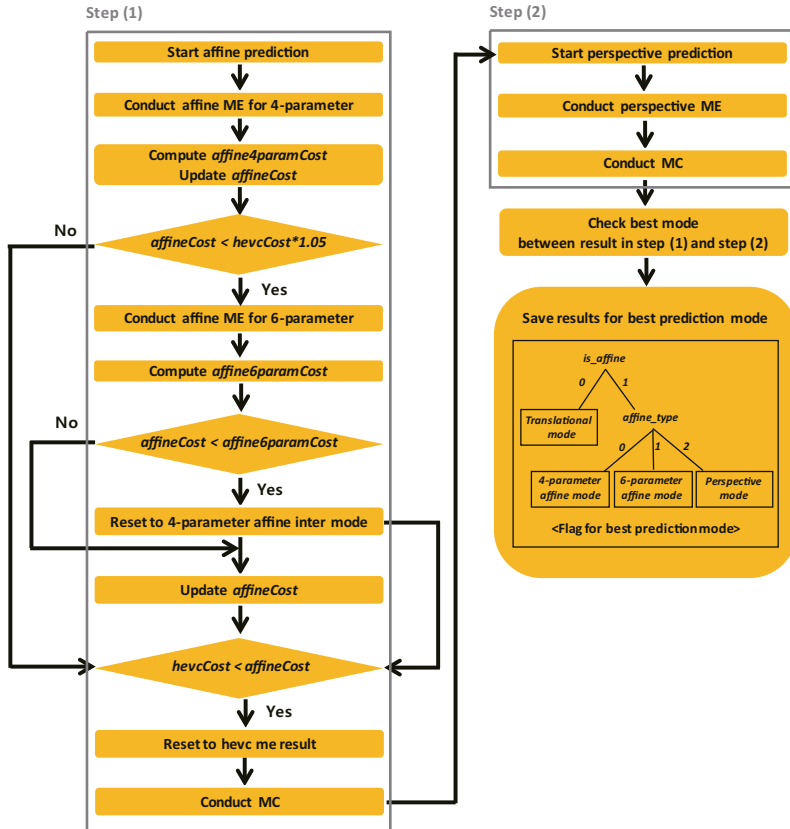 Step (1)
Start affine prediction
Conduct affine ME for 4-parameter
Compute affine4paramCost
Update affineCost
No
affineCost < hevcCost*1.05
Yes
Conduct affine ME for 6-parameter
Compute affine6paramCost
No
affineCost < affine6paramCost
Yes
Reset to 4-parameter affine inter mode
Update affineCost
hevcCost < affineCost
Yes
Reset to hevc me result
Conduct MC
Step (2)
Start perspective prediction
Conduct perspective ME
Conduct MC
Check best mode
between result in step (1) and step (2)
Save results for best prediction mode
is_affine
0 1
Translational
mode
affine_type
0 1 2
4-parameter
affine mode
6-parameter
affine mode
Perspective
mode
<Flag for best prediction mode>